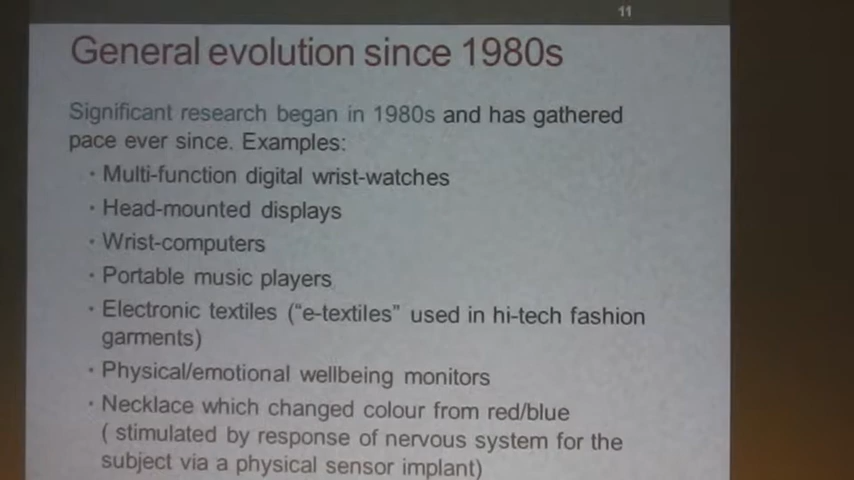 11
General evolution since 1980s
Significant research began in 1980s and has gathered
pace ever since. Examples:
• Multi-function digital wrist-watches
• Head-mounted displays
• Wrist-computers
• Portable music players
• Electronic textiles (“e-textiles” used in hi-tech fashion
garments)
• Physical/emotional wellbeing monitors
• Necklace which changed colour from red/blue
( stimulated by response of nervous system for the
subject via a physical sensor implant)